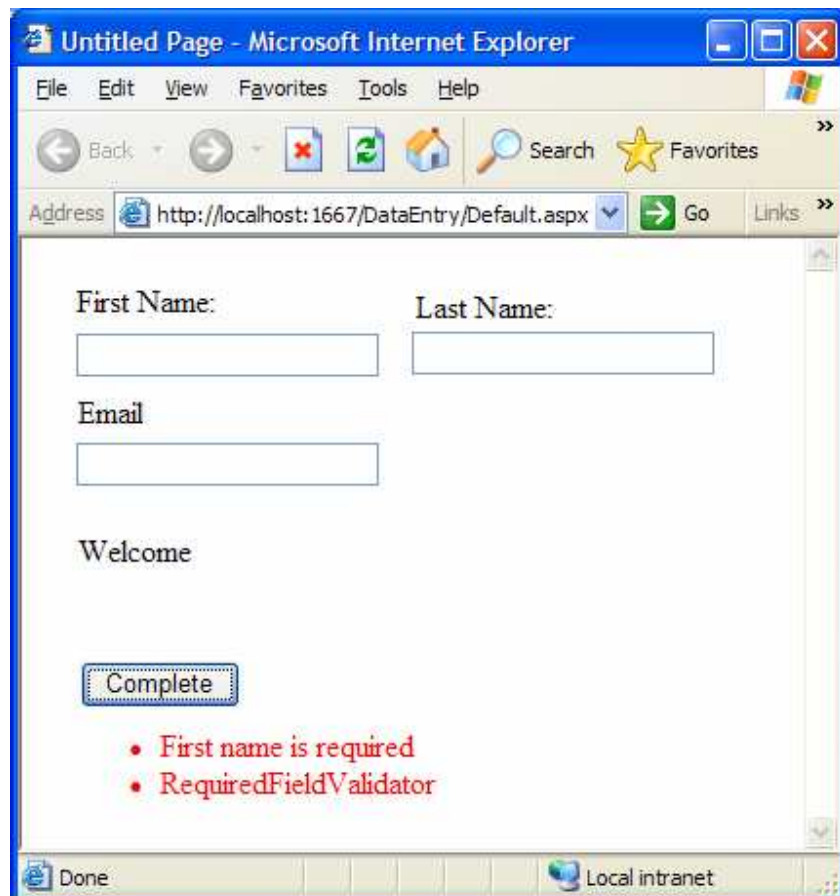 Untitled Page - Microsoft Internet Explorer
File Edit View Favorites Tools Help
Back Search Favorites »
Address http://localhost:1667/DataEntry/Default.aspx Go Links »
First Name: Last Name:
Email
Welcome
Complete
• First name is required
• RequiredFieldValidator
Done Local intranet